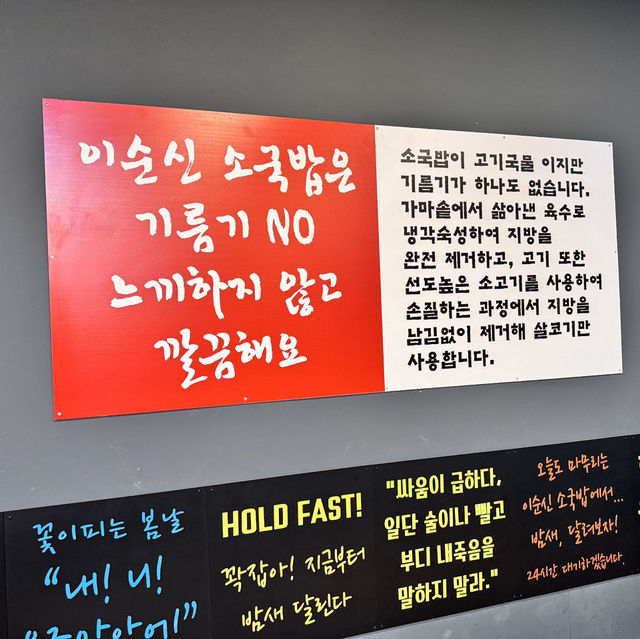 이순신 소국밥은
기름기 NO
느끼하지 않고
깔끔해요
소국밥이 고기국물 이지만
기름기가 하나도 없습니다.
가마솥에서 삶아낸 육수로
냉각숙성하여 지방을
완전 제거하고, 고기 또한
선도높은 소고기를 사용하여
손질하는 과정에서 지방을
남김없이 제거해 살코기만
사용합니다.
꽃이피는 봄날
"내! 니!
HOLD FAST!
꽉잡아! 지금부터
밤새 달린다
"싸움이 급하다,
일단 술이나 빨고
부디 내죽음을
말하지 말라."
오늘도 마무리는
이순신 소국밥에서...
밤새, 달려보자!
24시간 대기하겠습니다.